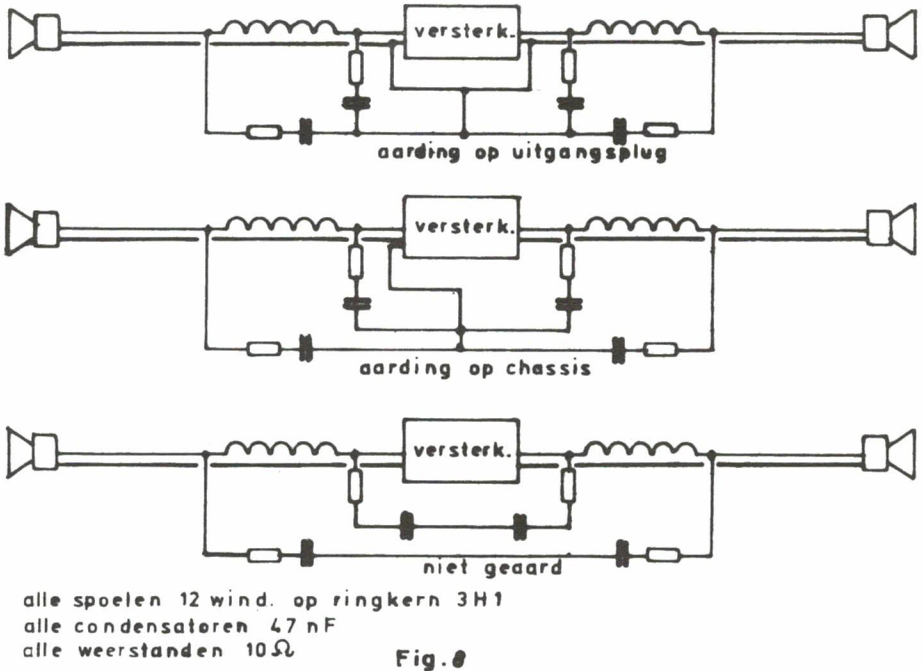 versterk.
aarding op uitgangsplug
versterk.
aarding op chassis
versterk.
niet geaard
alle spoelen 12 wind. op ringkern 3H1
alle condensatoren 47 nF
alle weerstanden 10Ω
Fig. 8